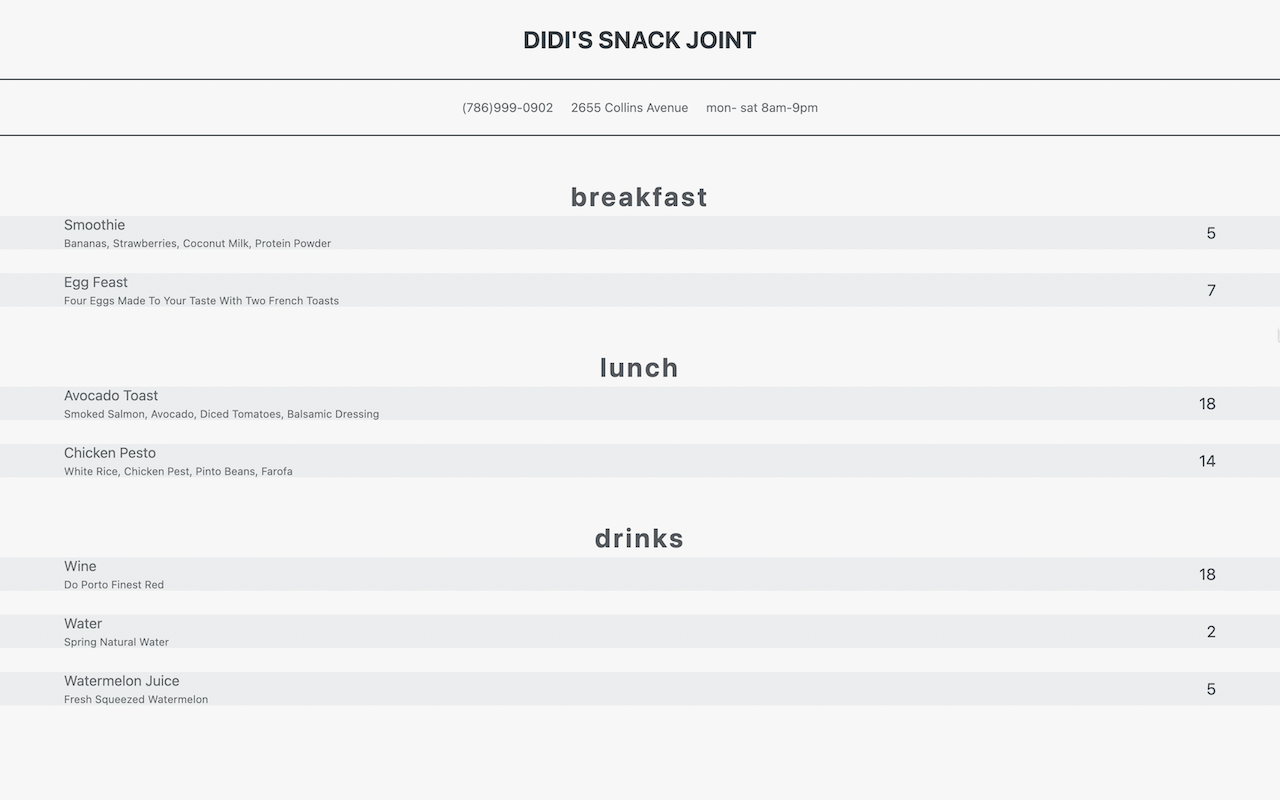 DIDI'S SNACK JOINT
(786)999-0902 2655 Collins Avenue mon- sat 8am-9pm
breakfast
Smoothie
Bananas, Strawberries, Coconut Milk, Protein Powder
5
Egg Feast
Four Eggs Made To Your Taste With Two French Toasts
7
lunch
Avocado Toast
Smoked Salmon, Avocado, Diced Tomatoes, Balsamic Dressing
18
Chicken Pesto
White Rice, Chicken Pest, Pinto Beans, Farofa
14
drinks
Wine
Do Porto Finest Red
18
Water
Spring Natural Water
2
Watermelon Juice
Fresh Squeezed Watermelon
5